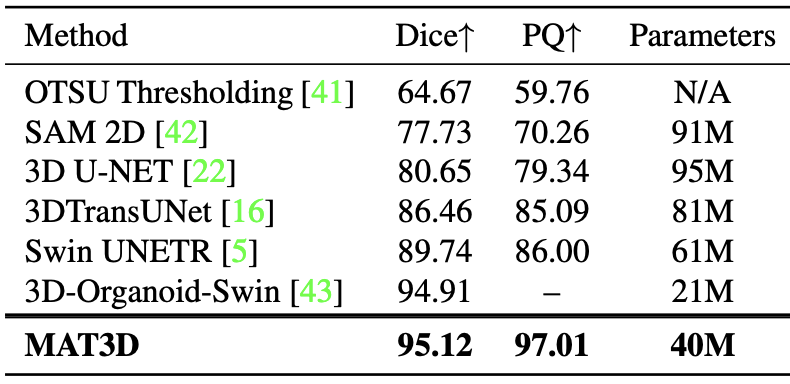 Method Dice↑ PQ↑ Parameters
OTSU Thresholding [41] 64.67 59.76 N/A
SAM 2D [42] 77.73 70.26 91M
3D U-NET [22] 80.65 79.34 95M
3DTransUNet [16] 86.46 85.09 81M
Swin UNETR [5] 89.74 86.00 61M
3D-Organoid-Swin [43] 94.91 – 21M
MAT3D 95.12 97.01 40M